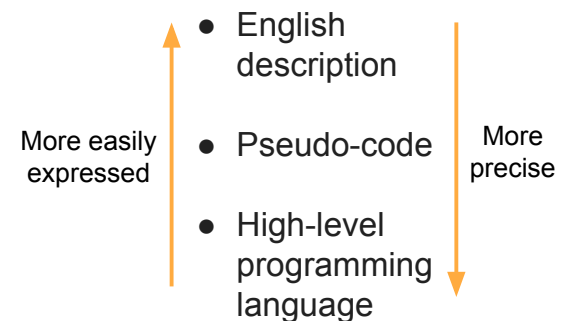 ● English
description
More easily
expressed
● Pseudo-code
More
precise
● High-level
programming
language